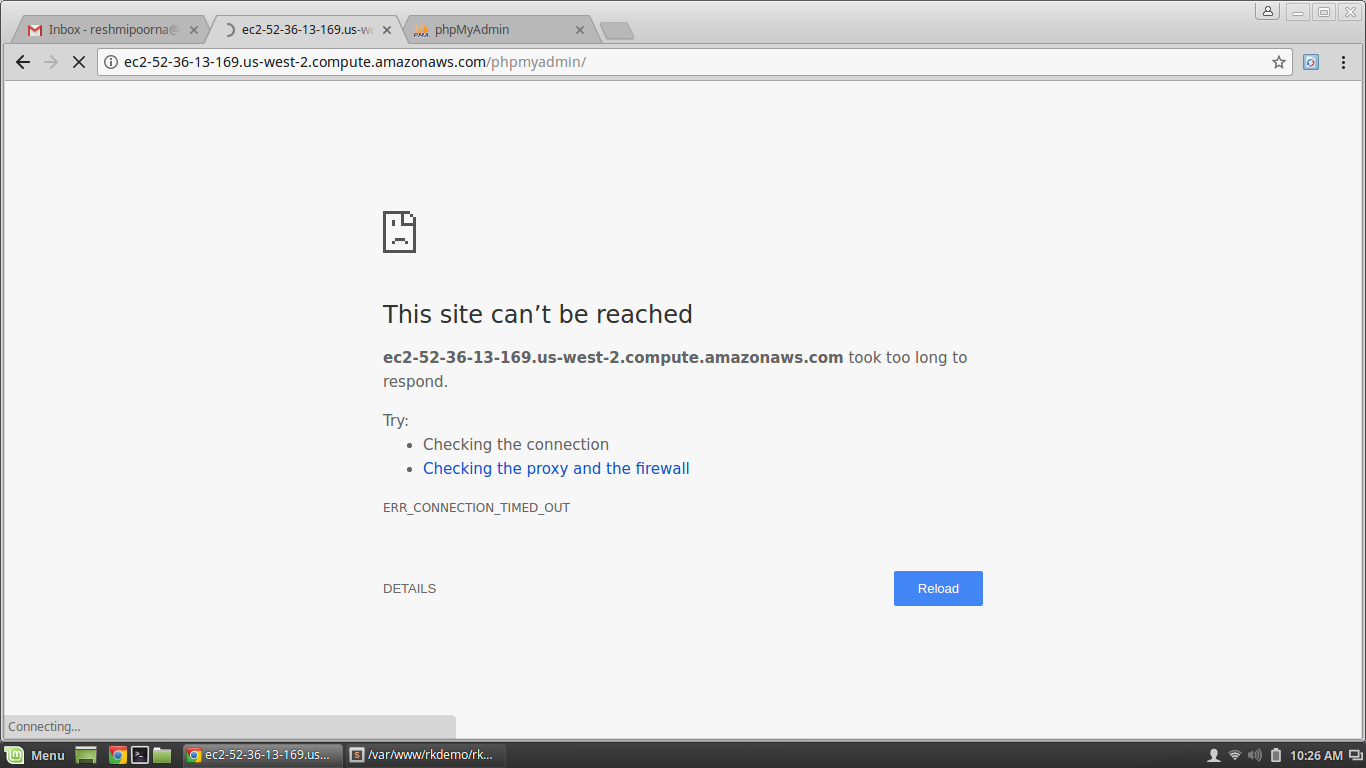 Inbox - reshmipoorna@
ec2-52-36-13-169.us-we
PMA
phpMyAdmin
ec2-52-36-13-169.us-west-2.compute.amazonaws.com/phpmyadmin/
This site can’t be reached
ec2-52-36-13-169.us-west-2.compute.amazonaws.com took too long to
respond.
Try:
• Checking the connection
• Checking the proxy and the firewall
ERR_CONNECTION_TIMED_OUT
DETAILS
Reload
Connecting...
Menu
ec2-52-36-13-169.us...
S
/var/www/rkdemo/rk...
10:26 AM